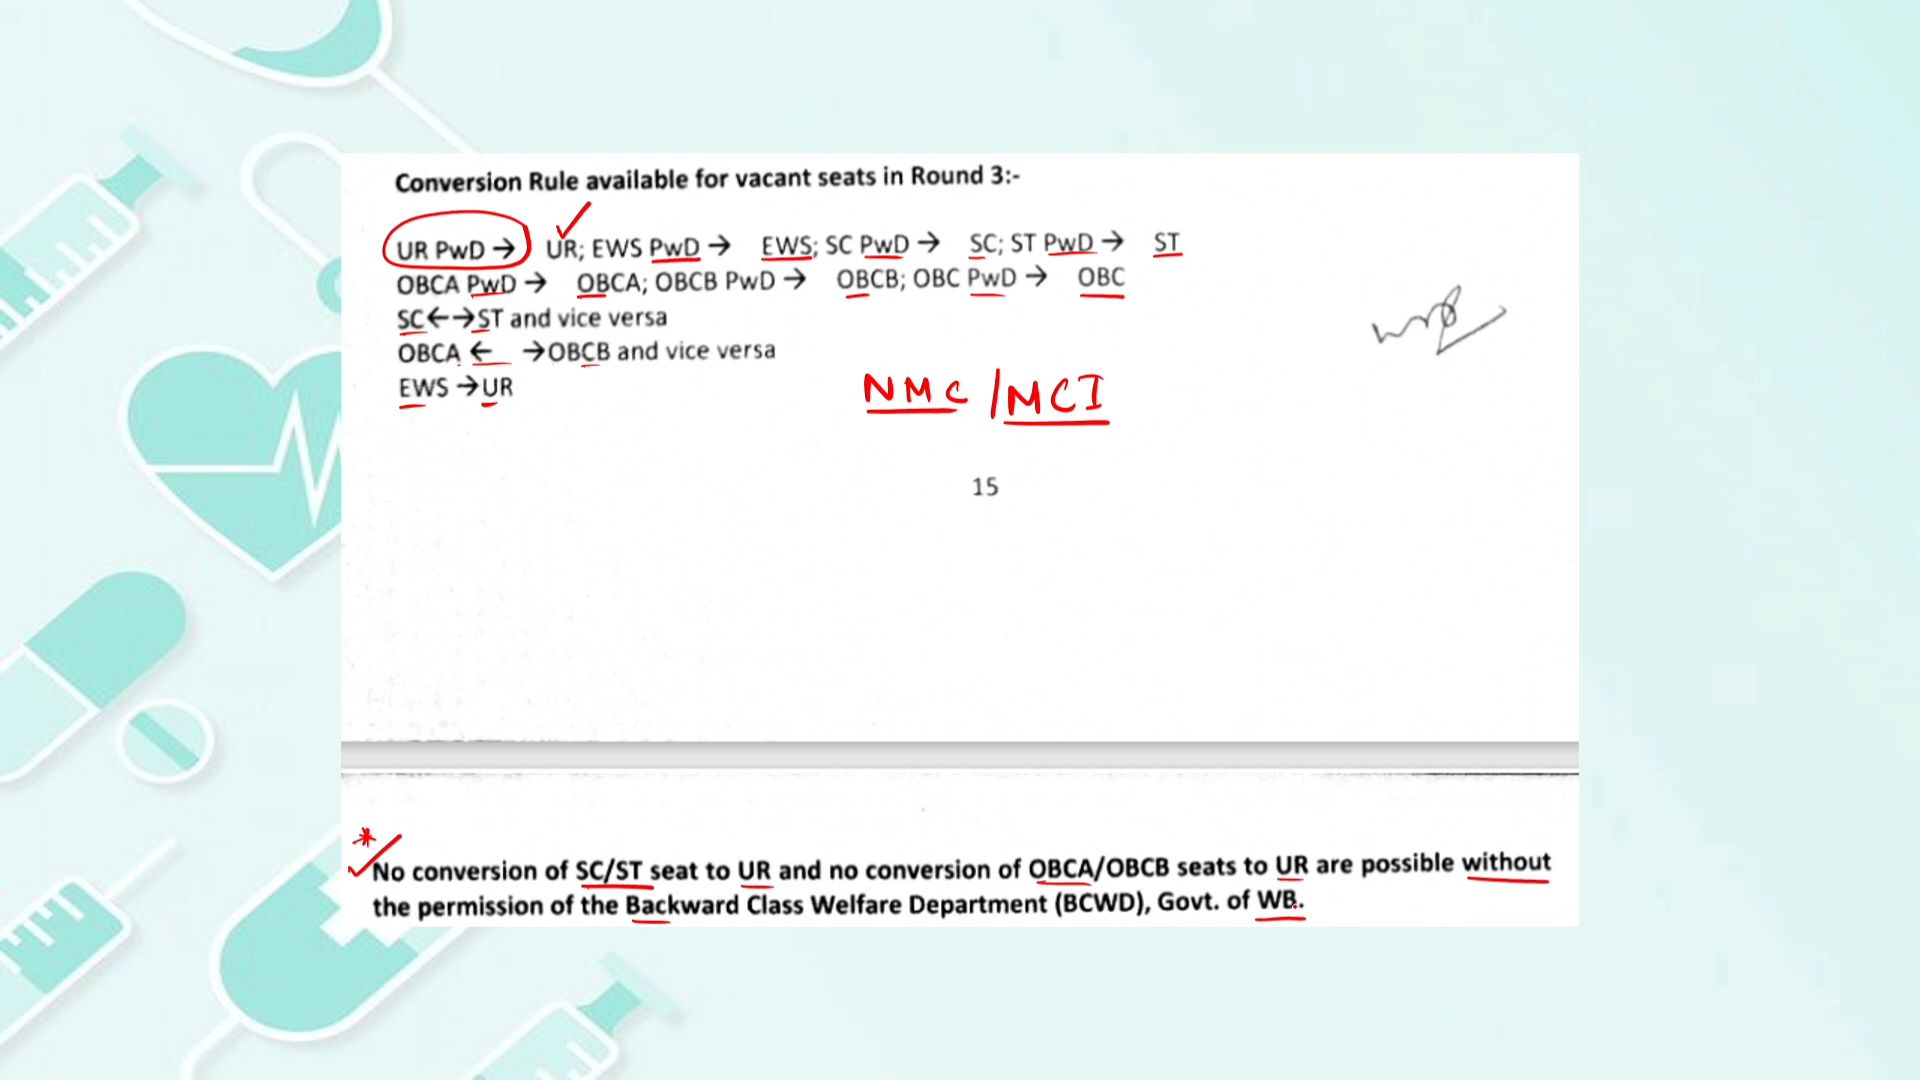 Conversion Rule available for vacant seats in Round 3:-
UR PwD → UR; EWS PwD → EWS; SC PwD → SC; ST PwD → ST
OBCA PwD → OBCA; OBCB PwD → OBCB; OBC PwD → OBC
SC←→ST and vice versa
OBCA ← →OBCB and vice versa
EWS →UR
NMC /MCI
15
*
No conversion of SC/ST seat to UR and no conversion of OBCA/OBCB seats to UR are possible without
the permission of the Backward Class Welfare Department (BCWD), Govt. of WB.